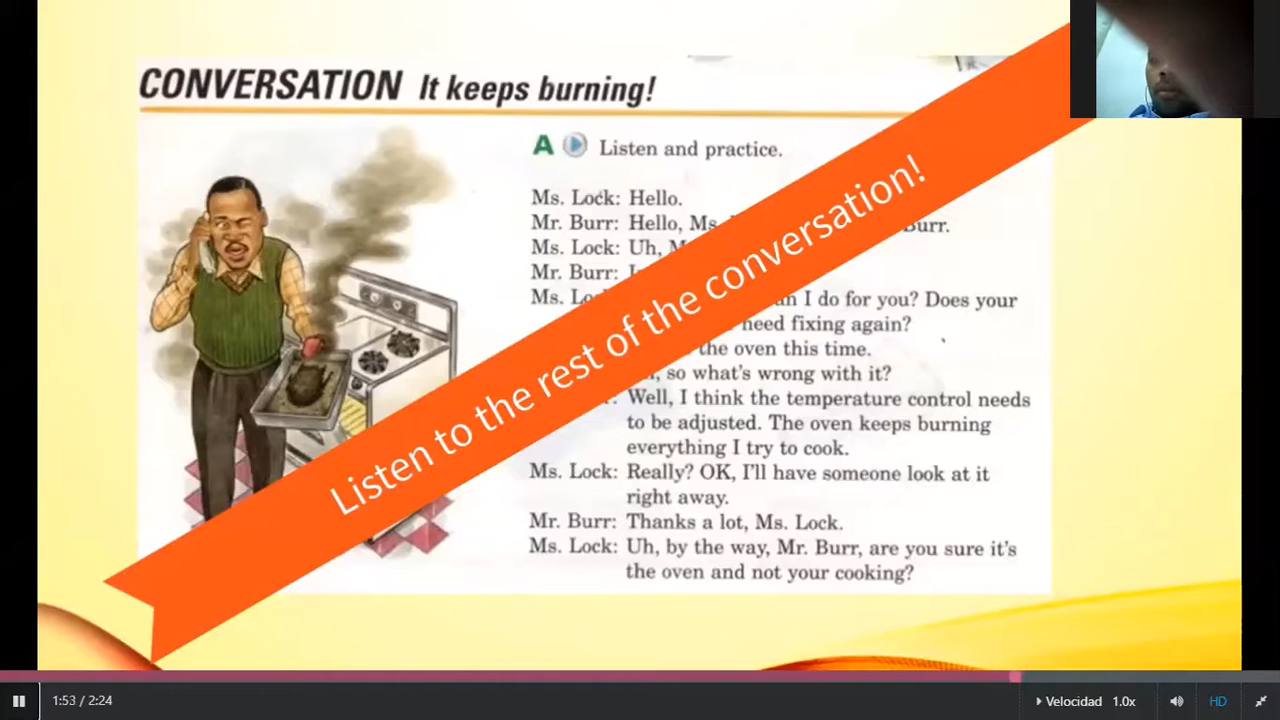 CONVERSATION It keeps burning!
A Listen and practice.
Ms. Lock: Hello.
Mr. Burr: Hello, Ms. Burr.
Ms. Lock: Uh,
Mr. Burr:
Ms. I do for you? Does your
need fixing again?
the oven this time.
so what's wrong with it?
Well, I think the temperature control needs
to be adjusted. The oven keeps burning
everything I try to cook.
Ms. Lock: Really? OK, I'll have someone look at it
right away.
Mr. Burr: Thanks a lot, Ms. Lock.
Ms. Lock: Uh, by the way, Mr. Burr, are you sure it's
the oven and not your cooking?
Listen to the rest of the conversation!
1:53 / 2:24
Velocidad 1.0x
HD